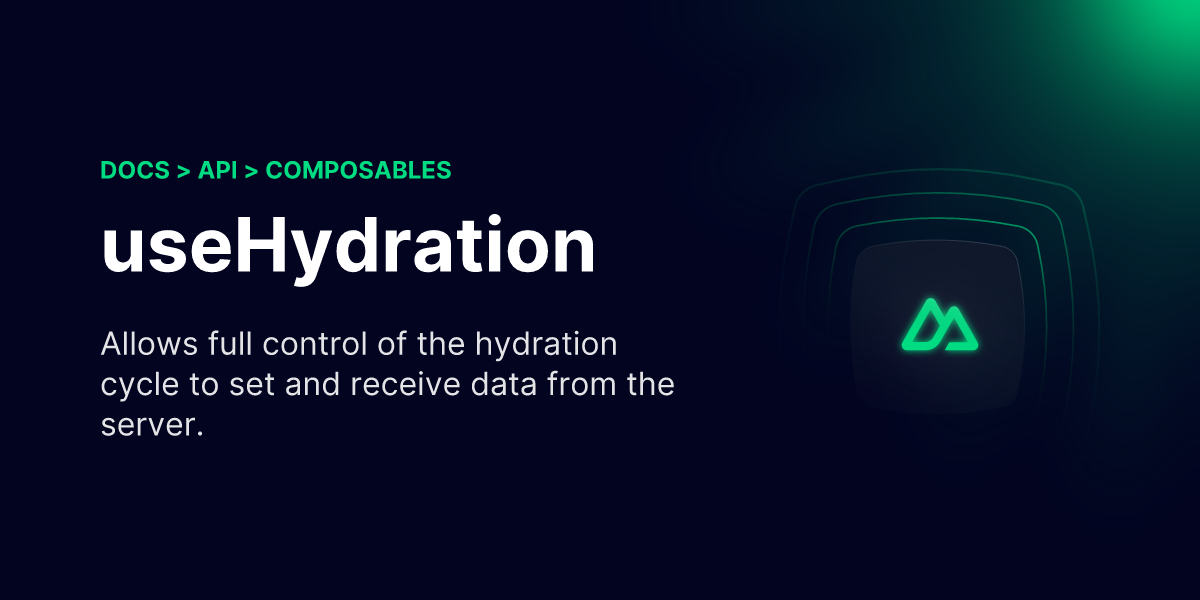 DOCS > API > COMPOSABLES
useHydration
Allows full control of the hydration
cycle to set and receive data from the
server.